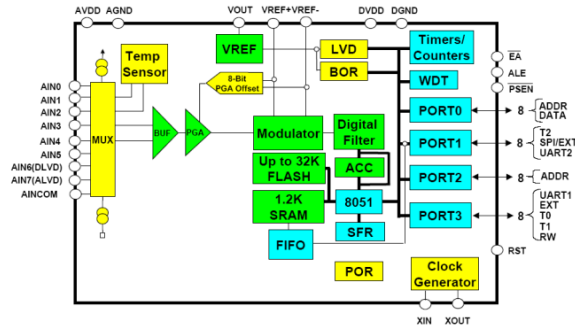 AVDD AGND VOUT VREF+ VREF- DVDD DGND
VREF
LVD
BOR
Timers/
Counters
WDT
EA
ALE
PSEN
Temp
Sensor
8-Bit
PGA Offset
AIN0
AIN1
AIN2
AIN3
AIN4
AIN5
AIN6(DLVD)
AIN7(ALVD)
AINCOM
MUX
BUF
PGA
Modulator
Digital
Filter
PORT0
8
ADDR
DATA
PORT1
8
T2
SPI/EXT
UART2
Up to 32K
FLASH
ACC
PORT2
8
ADDR
1.2K
SRAM
8051
PORT3
8
UART1
EXT
T0
T1
RW
SFR
FIFO
RST
POR
Clock
Generator
XIN XOUT